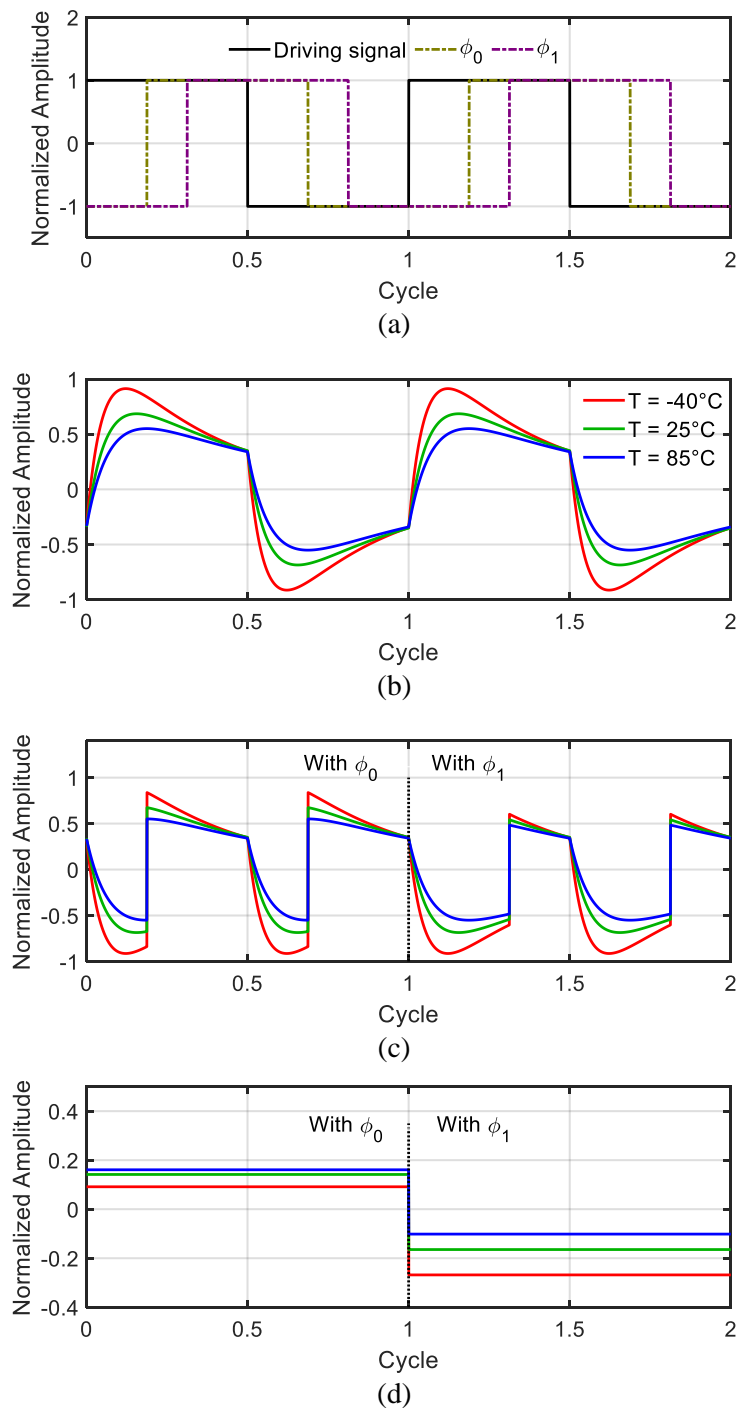 2
1
0
-1
Normalized Amplitude
Driving signal ϕ0 ϕ1
0 0.5 1 1.5 2
Cycle
(a)
1
0.5
0
-0.5
-1
Normalized Amplitude
T = -40°C
T = 25°C
T = 85°C
0 0.5 1 1.5 2
Cycle
(b)
1
0.5
0
-0.5
-1
Normalized Amplitude
With ϕ0 With ϕ1
0 0.5 1 1.5 2
Cycle
(c)
0.4
0.2
0
-0.2
-0.4
Normalized Amplitude
With ϕ0 With ϕ1
0 0.5 1 1.5 2
Cycle
(d)